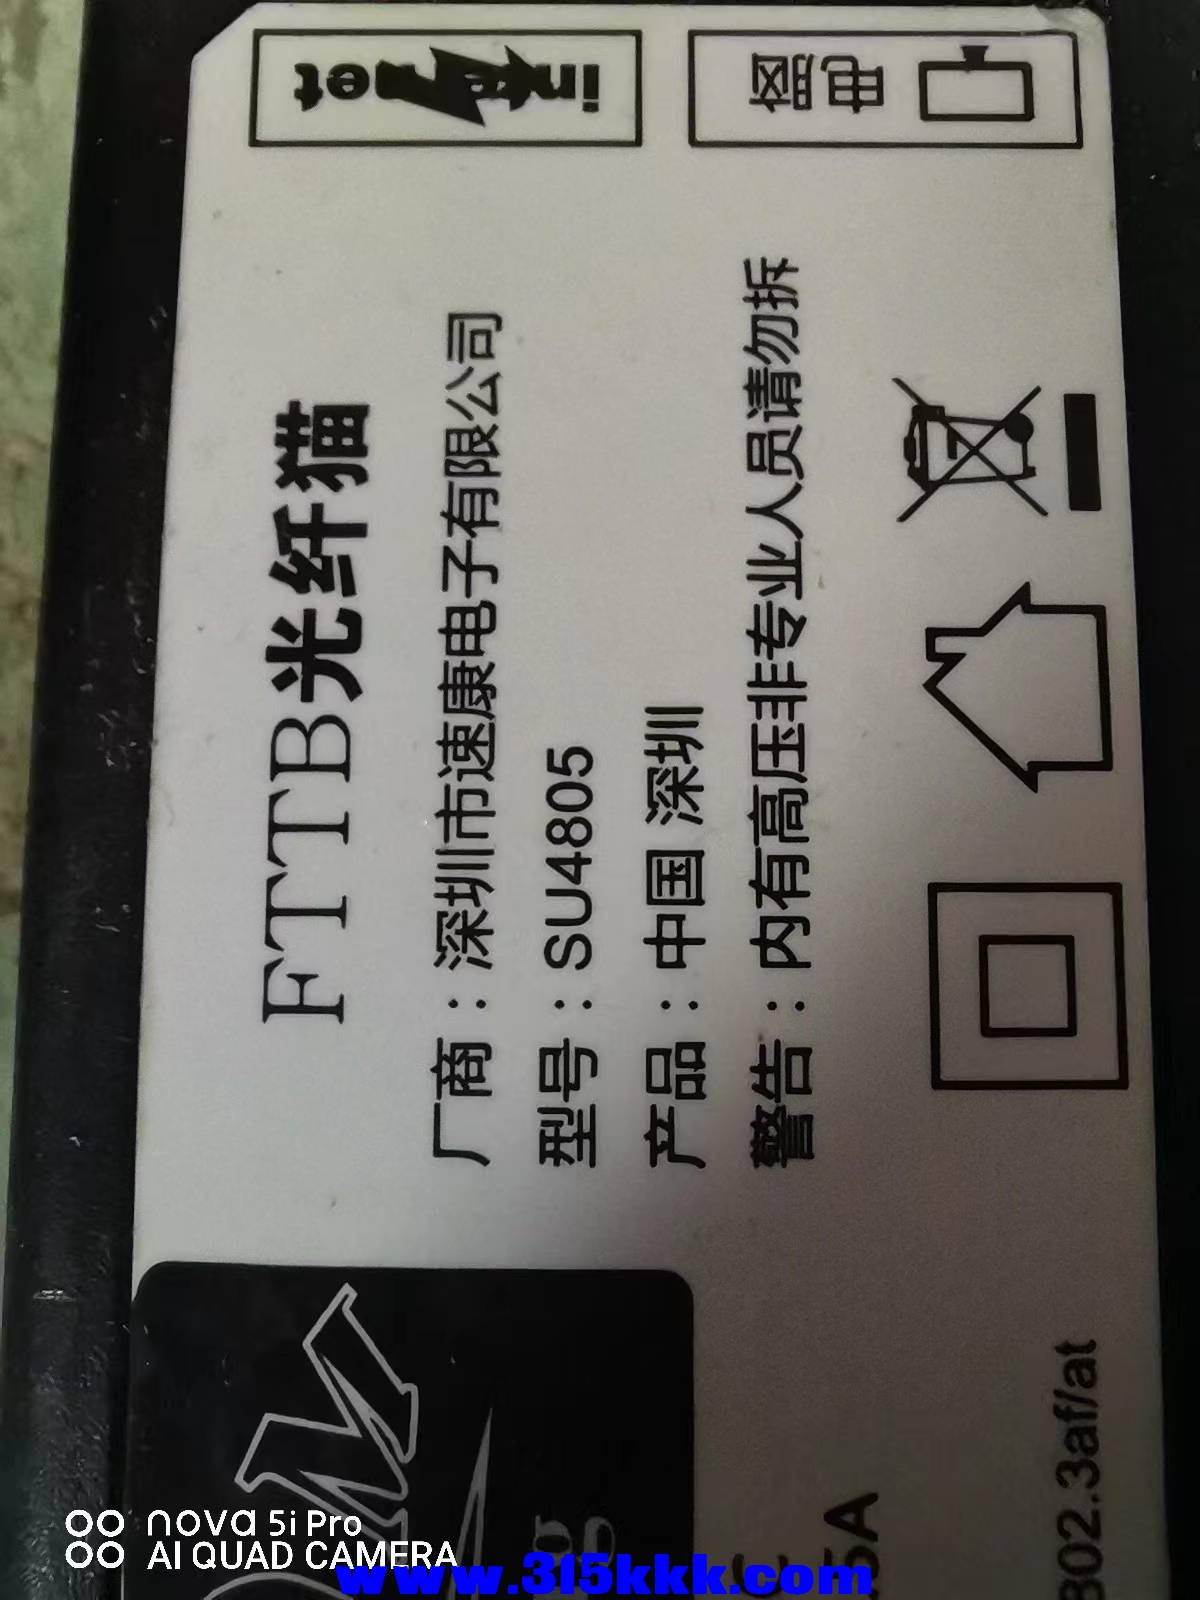 FTTB光纤猫
厂商：深圳市速康电子有限公司
型号：SU4805
产品：中国 深圳
警告：内有高压非专业人员请勿拆
internet
电源
5A
802.3af/at
nova 5i Pro
AI QUAD CAMERA
www.315kkk.com